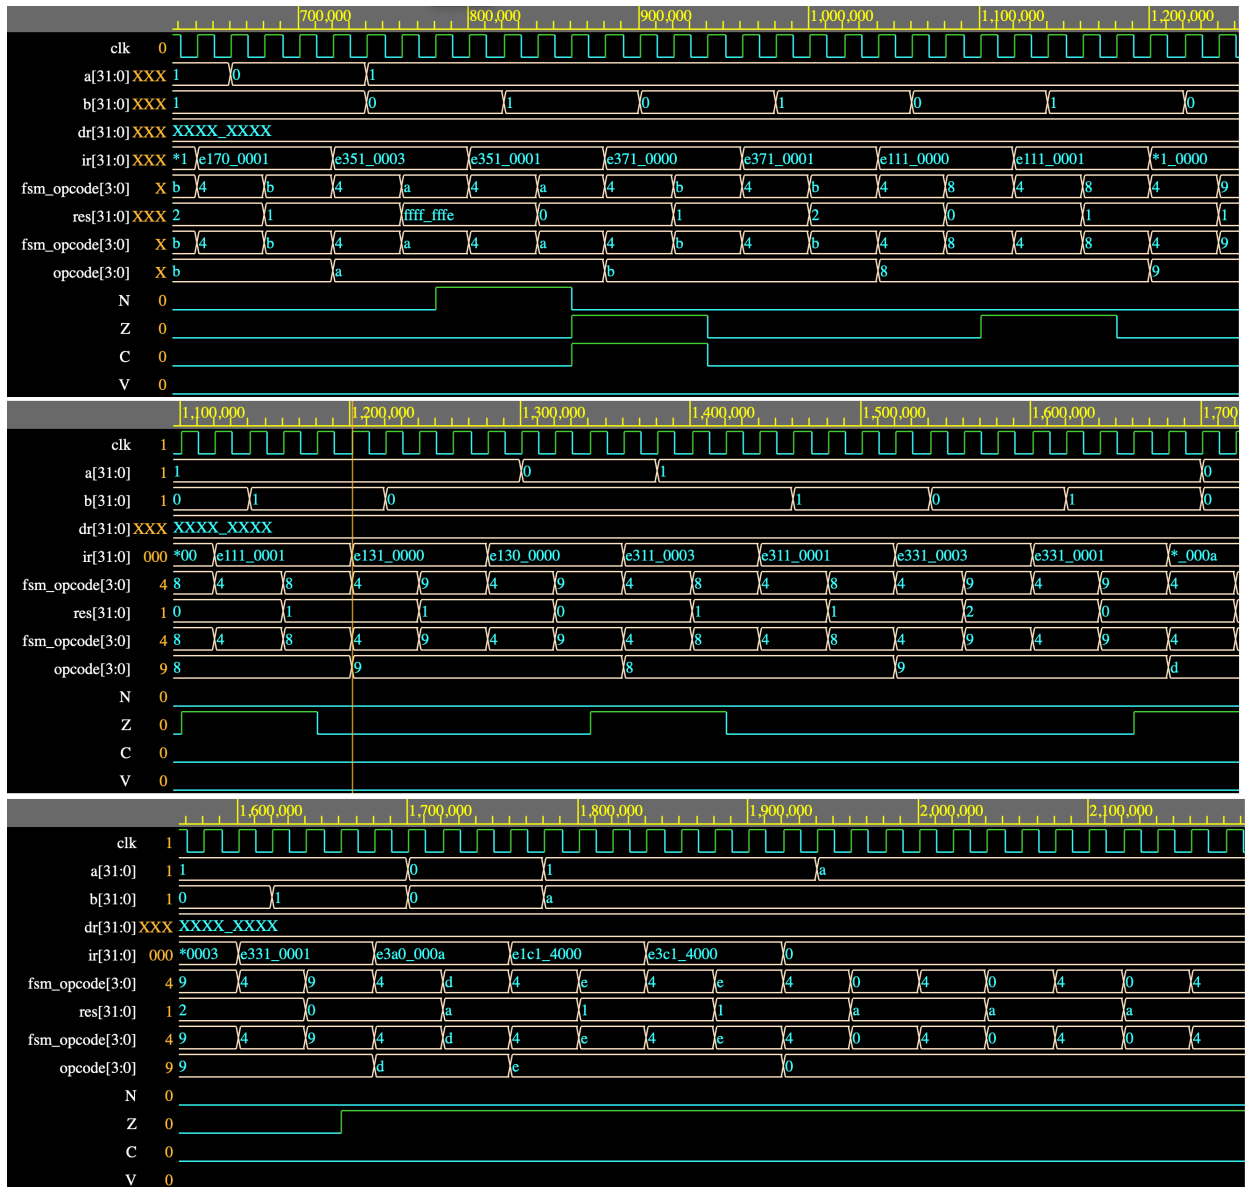 700,000 800,000 900,000 1,000,000 1,100,000 1,200,000
clk 0
a[31:0] XXX 1 0 1
b[31:0] XXX 1 0 1 0 1 0 1 0
dr[31:0] XXX XXXX_XXXX
ir[31:0] XXX *1 e170_0001 e351_0003 e351_0001 e371_0000 e371_0001 e111_0000 e111_0001 *1_0000
fsm_opcode[3:0] X b 4 b 4 a 4 a 4 b 4 b 4 8 4 8 4 9
res[31:0] XXX 2 1 ffff_fffe 0 1 2 0 1 1
fsm_opcode[3:0] X b 4 b 4 a 4 a 4 b 4 b 4 8 4 8 4 9
opcode[3:0] X b a b 8 9
N 0
Z 0
C 0
V 0
1,100,000 1,200,000 1,300,000 1,400,000 1,500,000 1,600,000 1,700
clk 1
a[31:0] 1 1 0 1 0
b[31:0] 1 0 1 0 1 0 1 0
dr[31:0] XXX XXXX_XXXX
ir[31:0] 000 *00 e111_0001 e131_0000 e130_0000 e311_0003 e311_0001 e331_0003 e331_0001 *_000a
fsm_opcode[3:0] 4 8 4 8 4 9 4 9 4 8 4 8 4 9 4 9 4
res[31:0] 1 0 1 1 0 1 1 2 0
fsm_opcode[3:0] 4 8 4 8 4 9 4 9 4 8 4 8 4 9 4 9 4
opcode[3:0] 9 8 9 8 9 d
N 0
Z 0
C 0
V 0
1,600,000 1,700,000 1,800,000 1,900,000 2,000,000 2,100,000
clk 1
a[31:0] 1 1 0 1 a
b[31:0] 1 0 1 0 a
dr[31:0] XXX XXXX_XXXX
ir[31:0] 000 *0003 e331_0001 e3a0_000a e1c1_4000 e3c1_4000 0
fsm_opcode[3:0] 4 9 4 9 4 d 4 e 4 e 4 0 4 0 4 0 4
res[31:0] 1 2 0 a 1 1 a a a
fsm_opcode[3:0] 4 9 4 9 4 d 4 e 4 e 4 0 4 0 4 0 4
opcode[3:0] 9 9 d e 0
N 0
Z 0
C 0
V 0